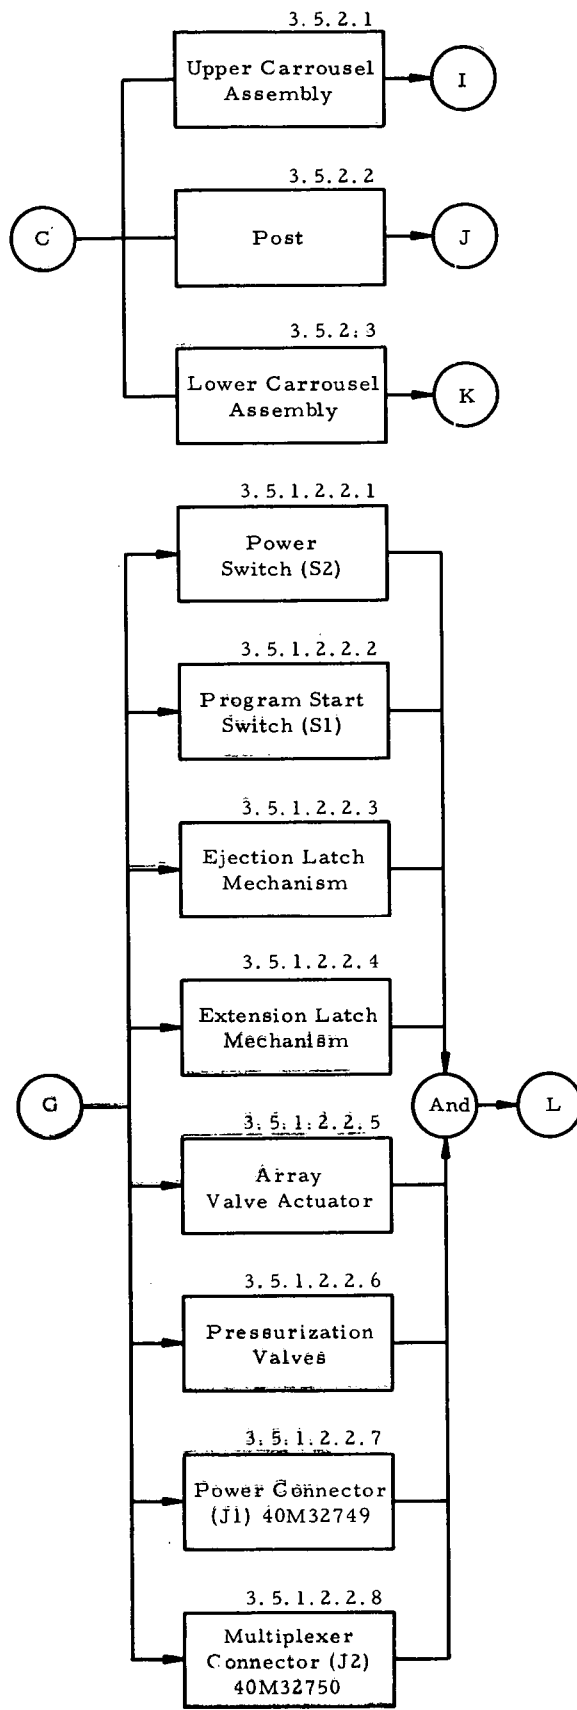 3.5.2.1
Upper Carrousel
Assembly
I
3.5.2.2
C
Post
J
3.5.2.3
Lower Carrousel
Assembly
K
3.5.1.2.2.1
Power
Switch (S2)
3.5.1.2.2.2
Program Start
Switch (S1)
3.5.1.2.2.3
Ejection Latch
Mechanism
3.5.1.2.2.4
Extension Latch
Mechanism
G
And
L
3.5.1.2.2.5
Array
Valve Actuator
3.5.1.2.2.6
Pressurization
Valves
3.5.1.2.2.7
Power Connector
(J1) 40M32749
3.5.1.2.2.8
Multiplexer
Connector (J2)
40M32750